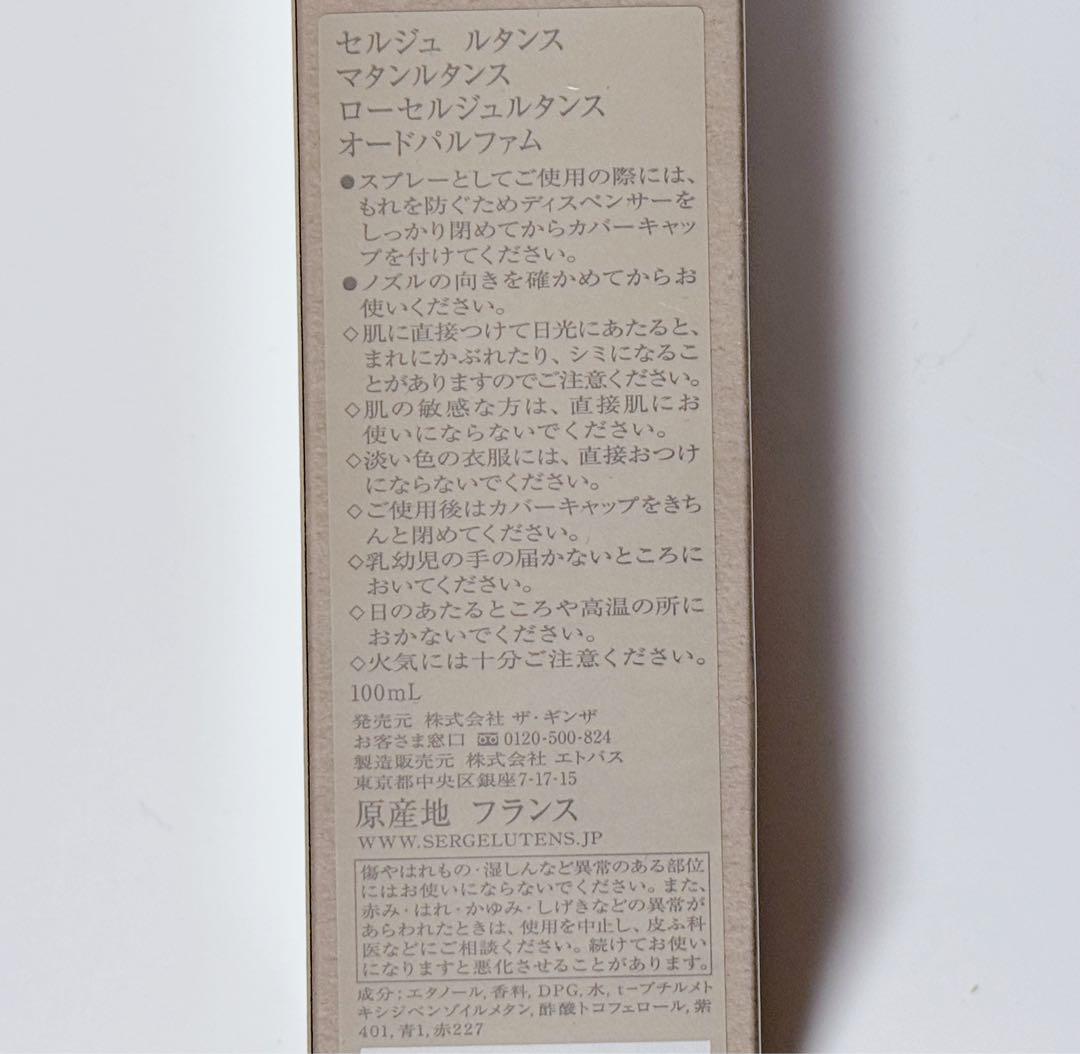 セルジュ ルタンス
マタンルタンス
ローセルジュルタンス
オードパルファム
●スプレーとしてご使用の際には、
もれを防ぐためディスペンサーを
しっかり閉めてからカバーキャッ
プを付けてください。
●ノズルの向きを確かめてからお
使いください。
◇肌に直接つけて日光にあたると、
まれにかぶれたり、シミになるこ
とがありますのでご注意ください。
◇肌の敏感な方は、直接肌にお
使いにならないでください。
◇淡い色の衣服には、直接おつけ
にならないでください。
◇ご使用後はカバーキャップをきち
んと閉めてください。
◇乳幼児の手の届かないところに
おいてください。
◇日のあたるところや高温の所に
おかないでください。
◇火気には十分ご注意ください。
100mL
発売元 株式会社 ザ・ギンザ
お客さま窓口 0120-500-824
製造販売元 株式会社 エトバス
東京都中央区銀座7-17-15
原産地 フランス
WWW.SERGELUTENS.JP
傷やはれもの・湿しんなど異常のある部位
にはお使いにならないでください。また、
赤み・はれ・かゆみ・しげきなどの異常が
あらわれたときは、使用を中止し、皮ふ科
医などにご相談ください。続けてお使い
になりますと悪化させることがあります。
成分;エタノール,香料,DPG,水,t-ブチルメト
キシジベンゾイルメタン,酢酸トコフェロール,紫
401,青1,赤227